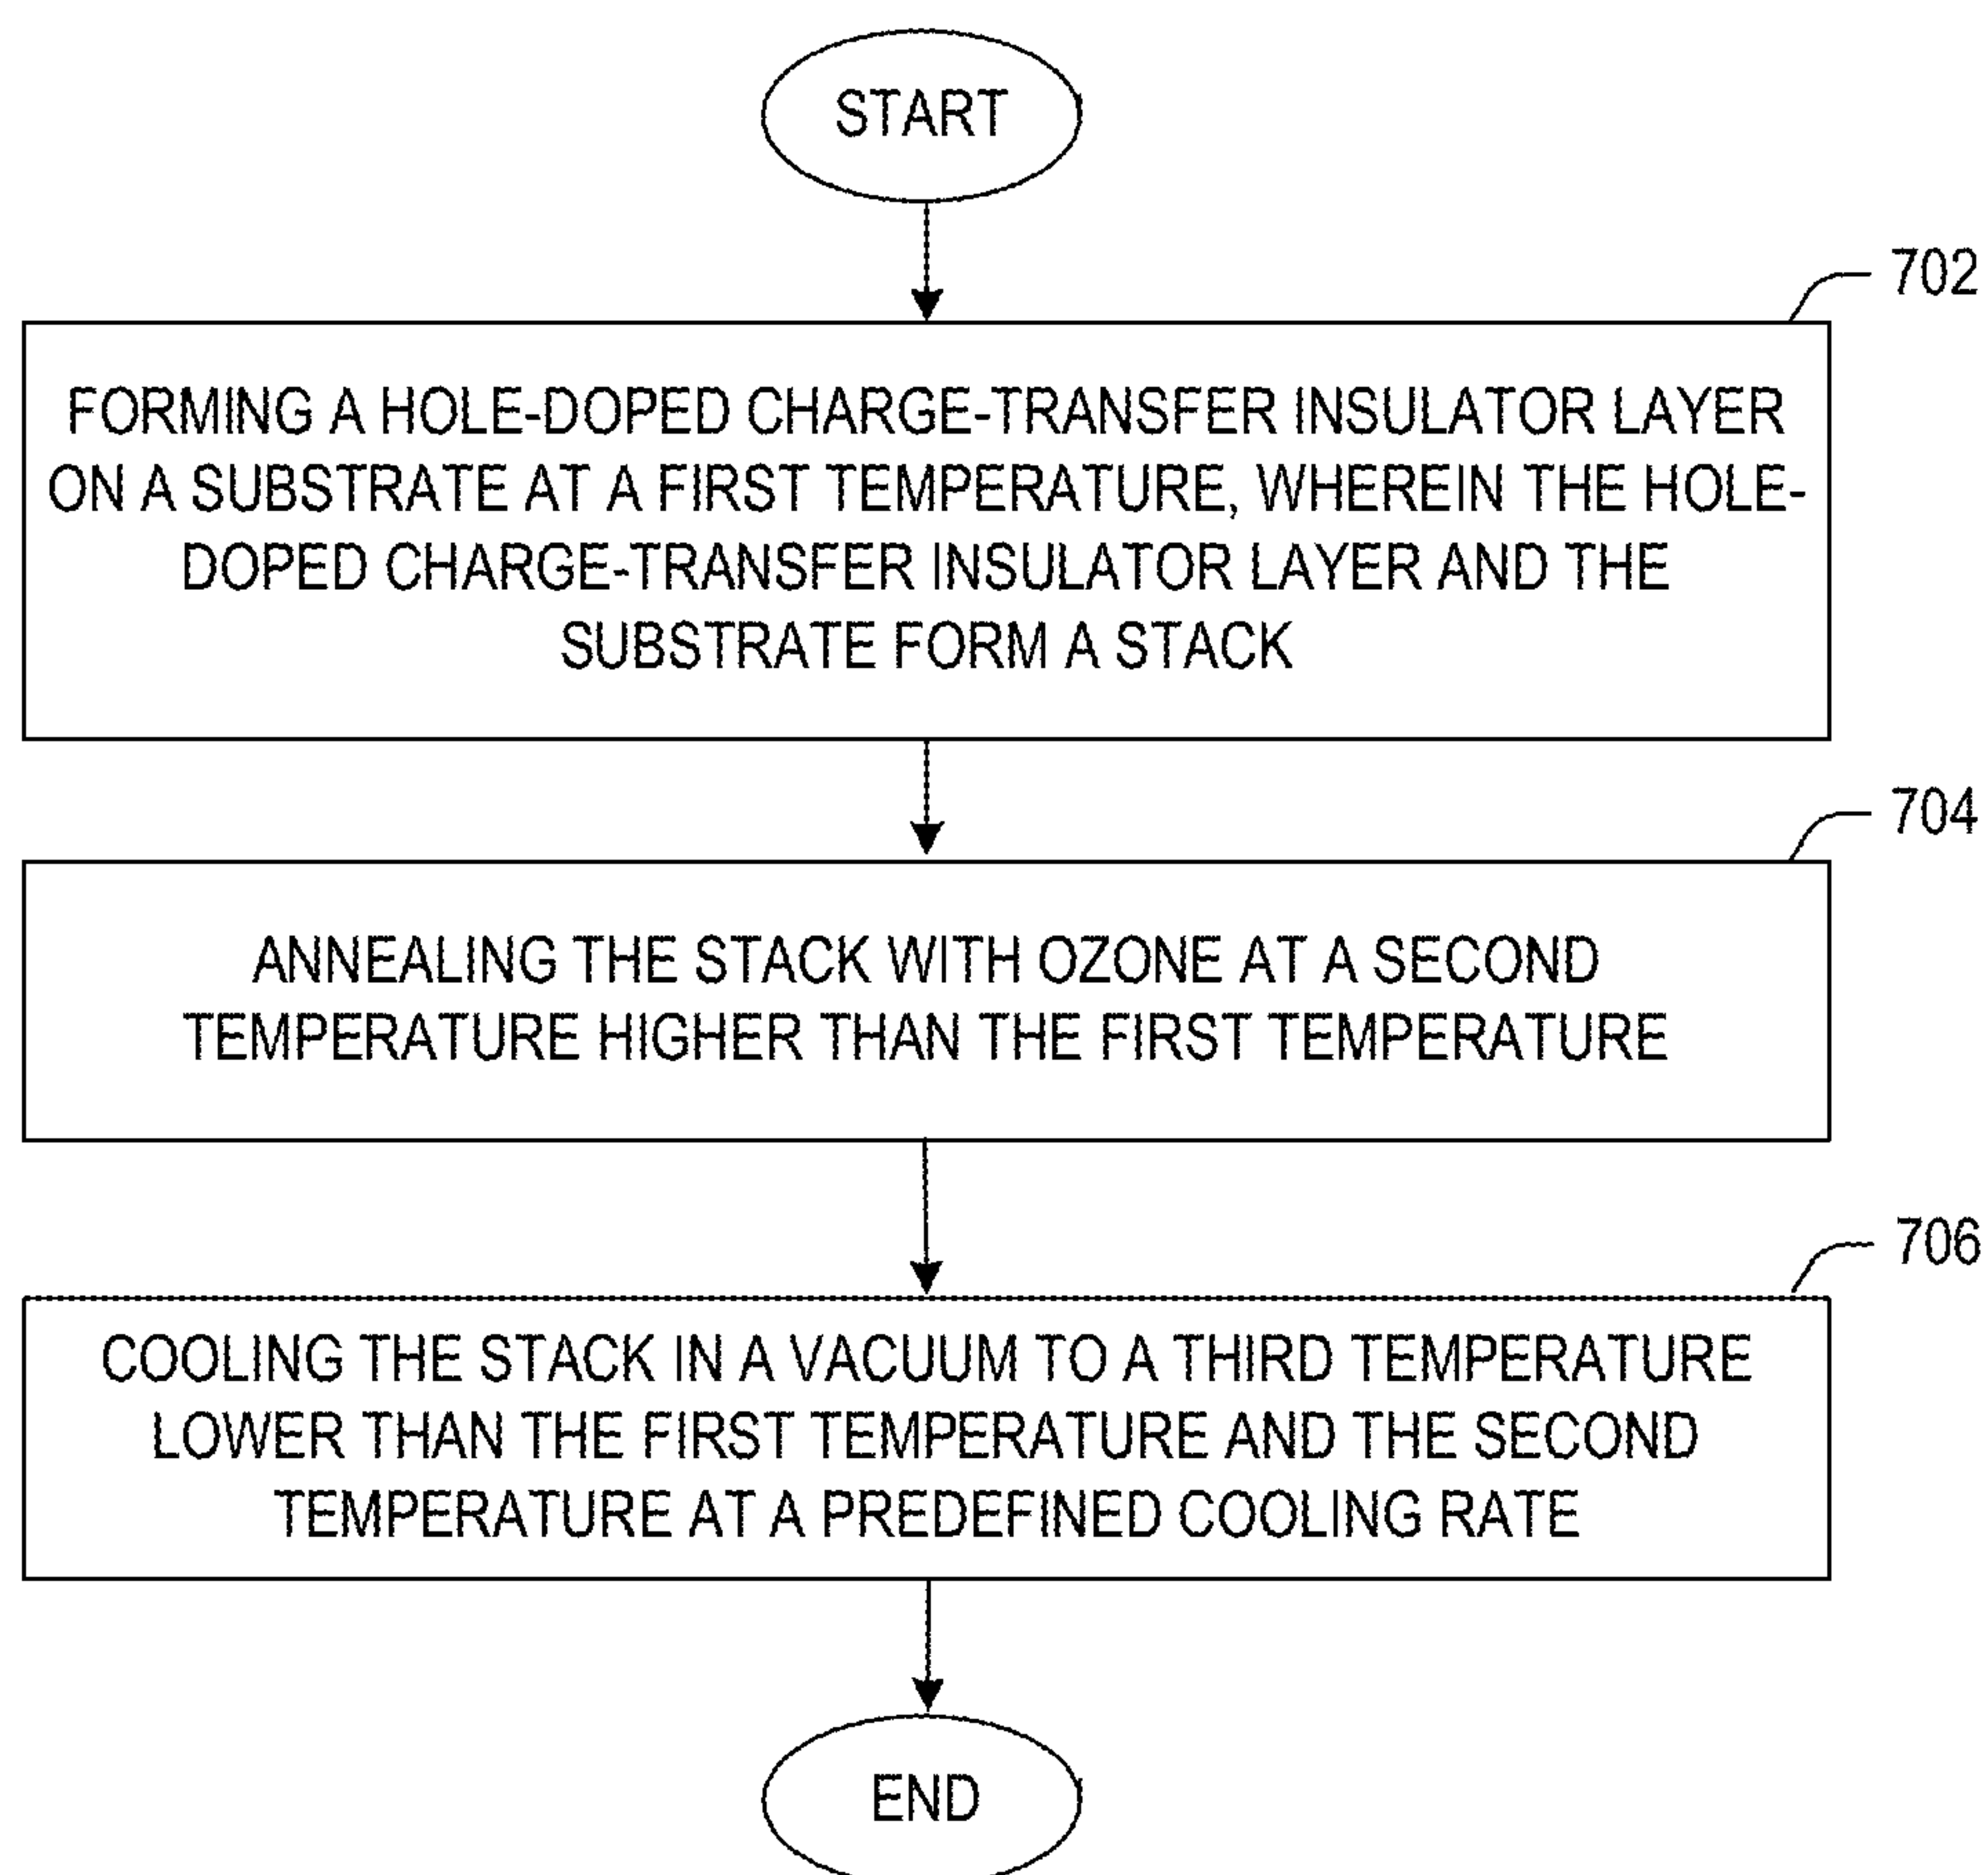 START
702
FORMING A HOLE-DOPED CHARGE-TRANSFER INSULATOR LAYER
ON A SUBSTRATE AT A FIRST TEMPERATURE, WHEREIN THE HOLE-
DOPED CHARGE-TRANSFER INSULATOR LAYER AND THE
SUBSTRATE FORM A STACK
704
ANNEALING THE STACK WITH OZONE AT A SECOND
TEMPERATURE HIGHER THAN THE FIRST TEMPERATURE
706
COOLING THE STACK IN A VACUUM TO A THIRD TEMPERATURE
LOWER THAN THE FIRST TEMPERATURE AND THE SECOND
TEMPERATURE AT A PREDEFINED COOLING RATE
END